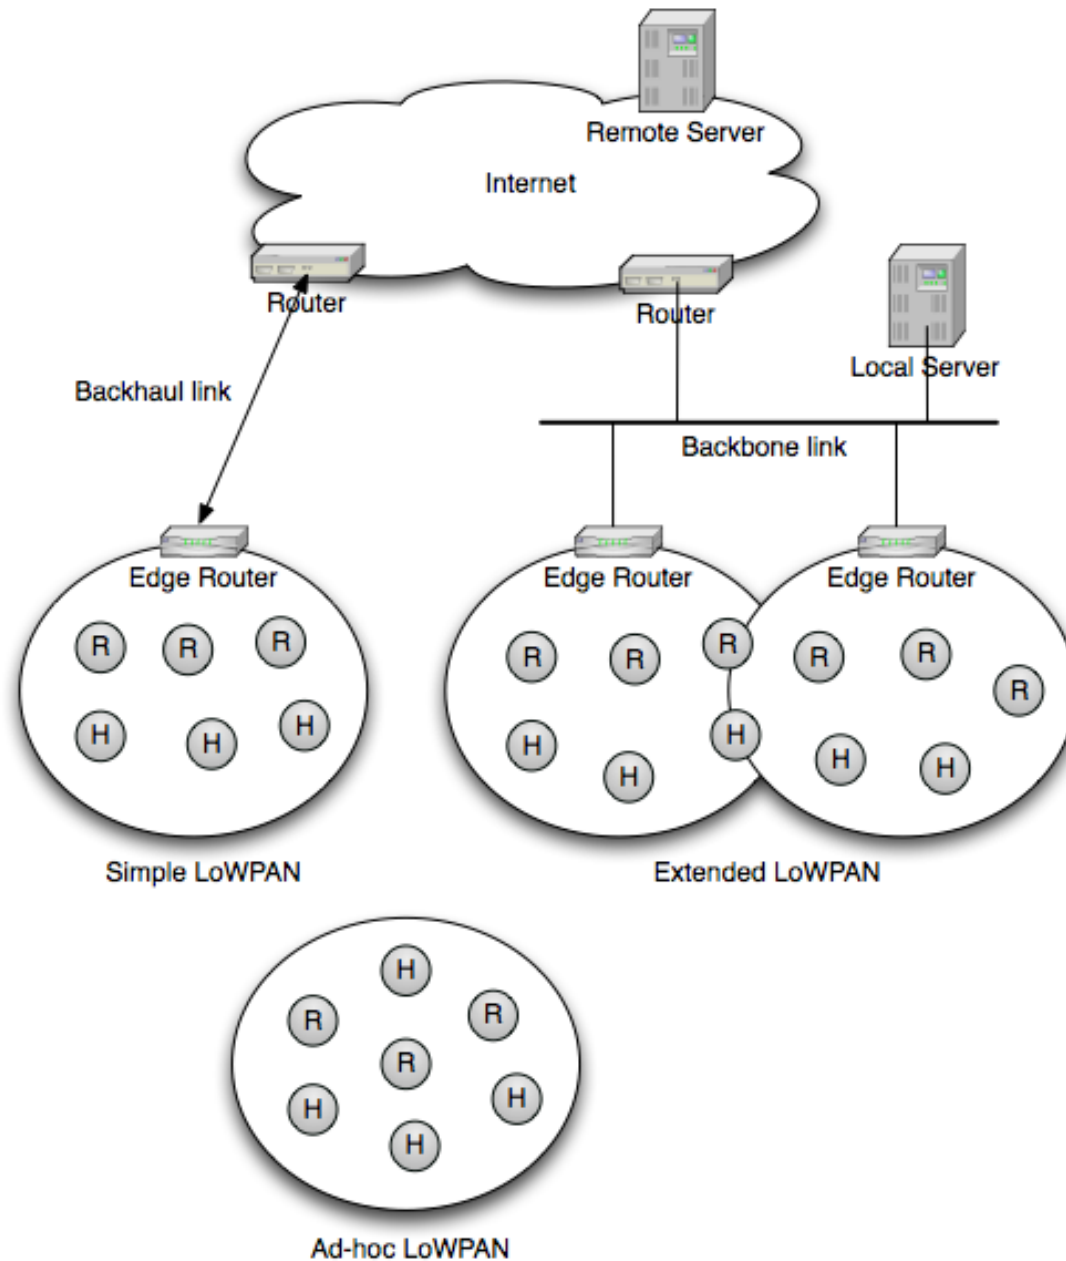 Remote Server
Internet
Router
Router
Local Server
Backhaul link
Backbone link
Edge Router
Edge Router
Edge Router
R
R
R
H
H
H
R
R
R
H
H
H
R
R
R
H
H
Simple LoWPAN
Extended LoWPAN
H
R
R
R
H
H
H
Ad-hoc LoWPAN